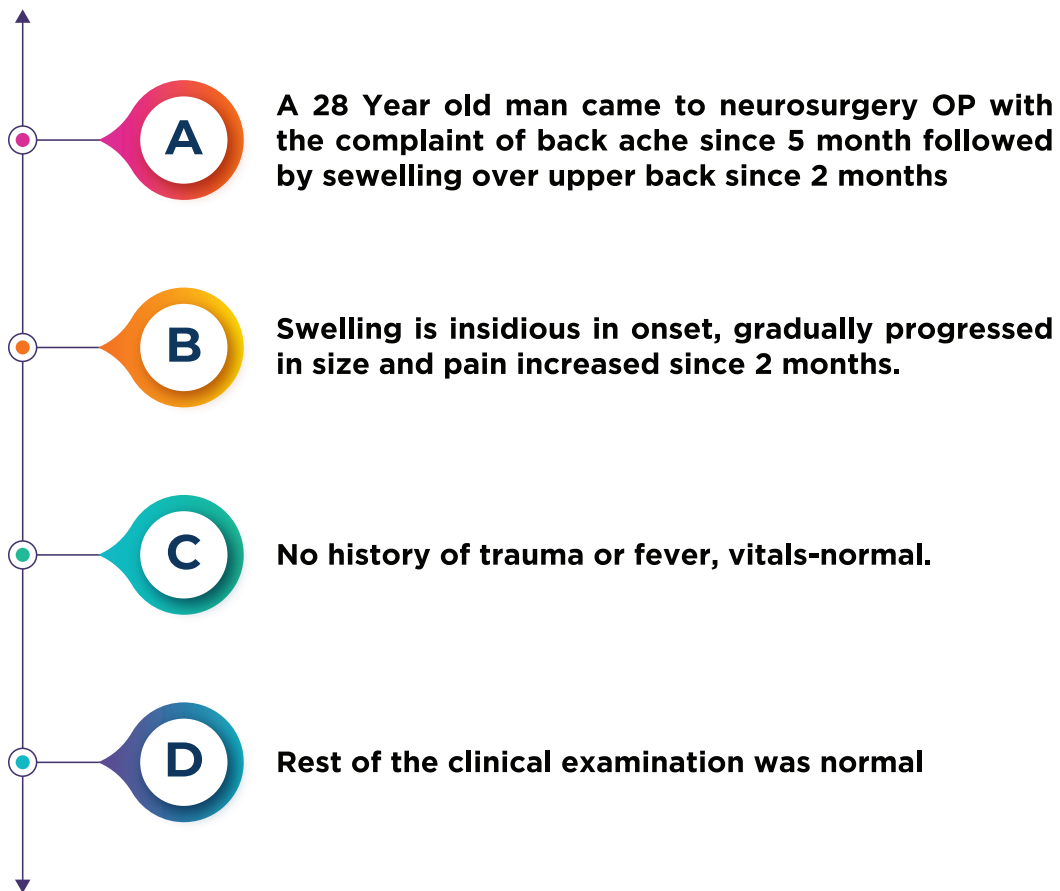 A
A 28 Year old man came to neurosurgery OP with
the complaint of back ache since 5 month followed
by sewelling over upper back since 2 months
B
Swelling is insidious in onset, gradually progressed
in size and pain increased since 2 months.
C
No history of trauma or fever, vitals-normal.
D
Rest of the clinical examination was normal